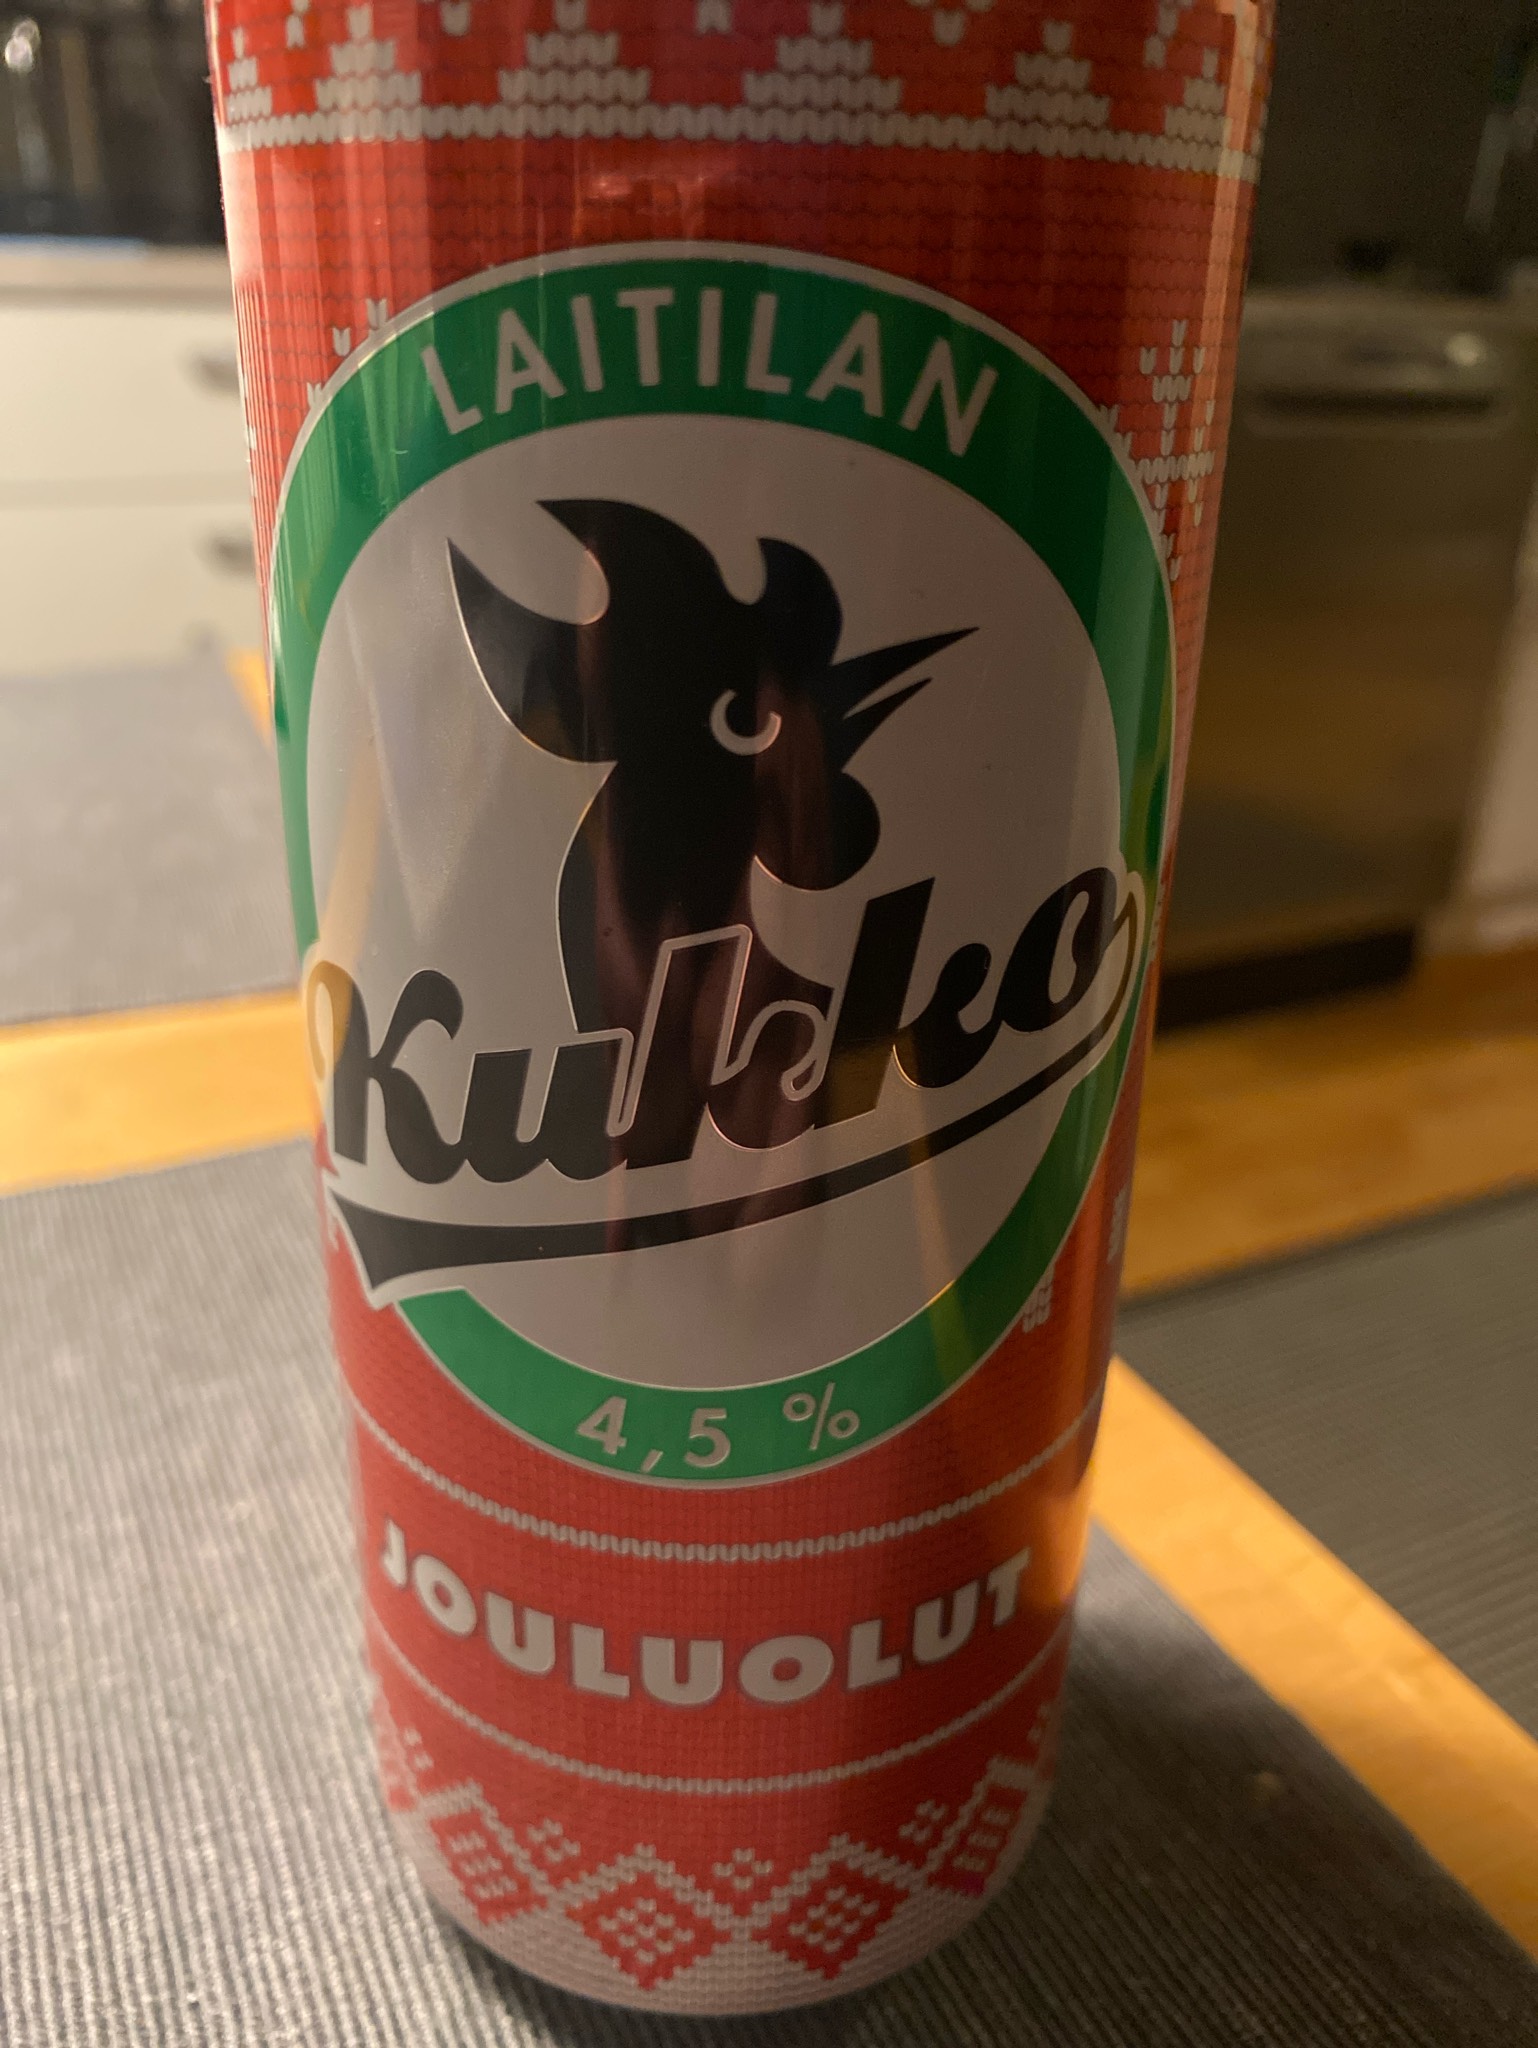 LAITILAN
Kukko
4,5 %
JOULUOLUT